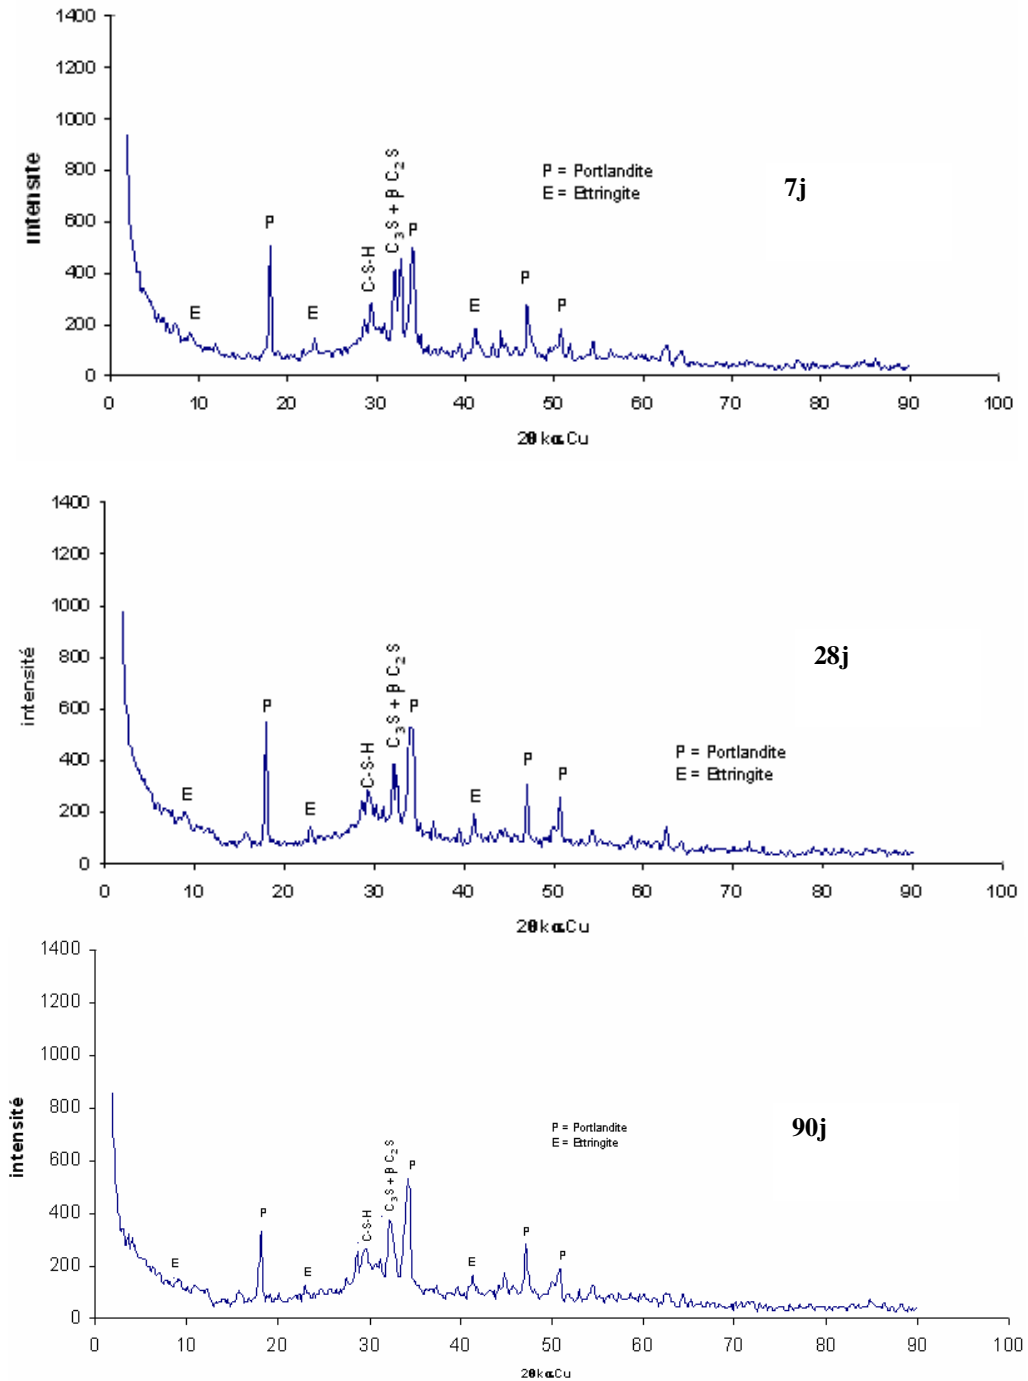 1400
1200
1000
800
600
400
200
0
intensite
P = Portlandite
E = Ettringite
7j
E
P
E
C-S-H
C3S + β C2S
P
E
P
P
0 10 20 30 40 50 60 70 80 90 100
2θ kα.Cu
1400
1200
1000
800
600
400
200
0
intensité
28j
P = Portlandite
E = Ettringite
E
P
E
C-S-H
C3S + β C2S
P
E
P
P
0 10 20 30 40 50 60 70 80 90 100
2θ kα.Cu
1400
1200
1000
800
600
400
200
0
intensité
P = Portlandite
E = Ettringite
90j
E
P
E
C-S-H
C3S + β C2S
P
E
P
P
0 10 20 30 40 50 60 70 80 90 100
2θ kα.Cu